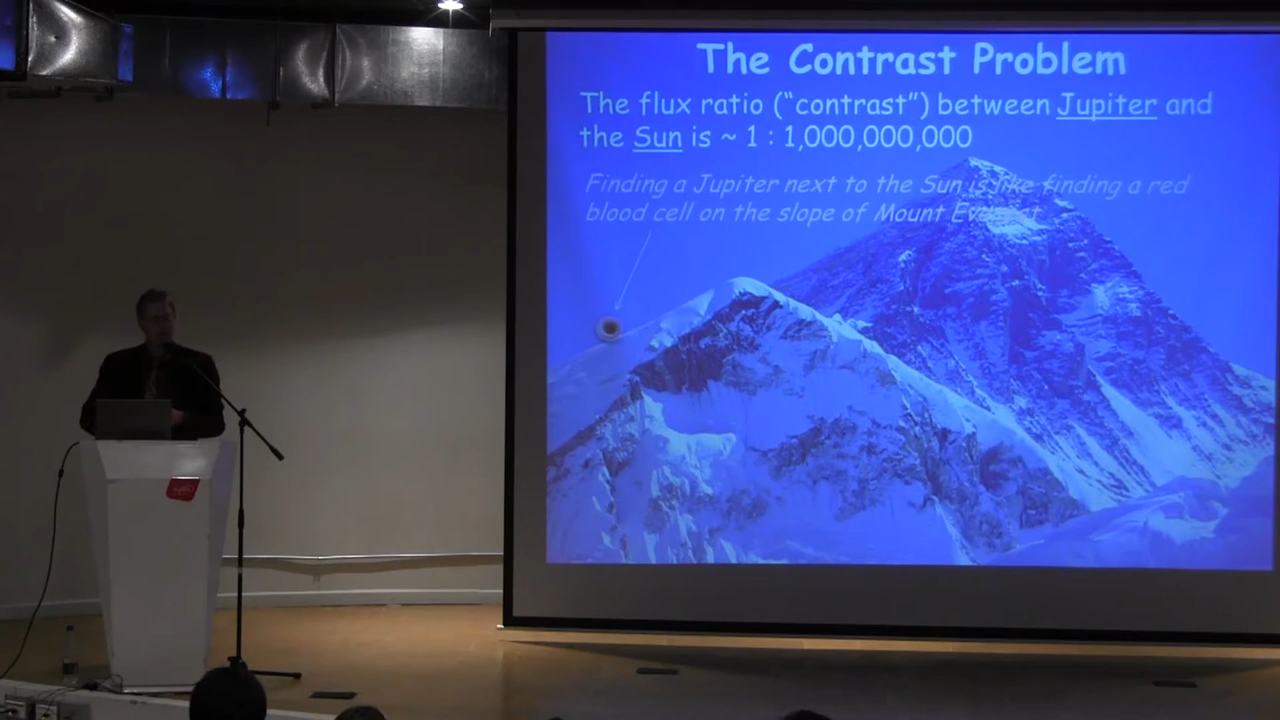 The Contrast Problem
The flux ratio (“contrast”) between Jupiter and
the Sun is ~ 1 : 1,000,000,000
Finding a Jupiter next to the Sun is like finding a red
blood cell on the slope of Mount Everest